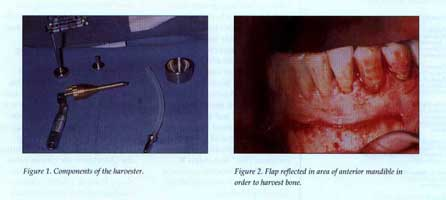 Figure 1. Components of the harvester.
Figure 2. Flap reflected in area of anterior mandible in
order to harvest bone.